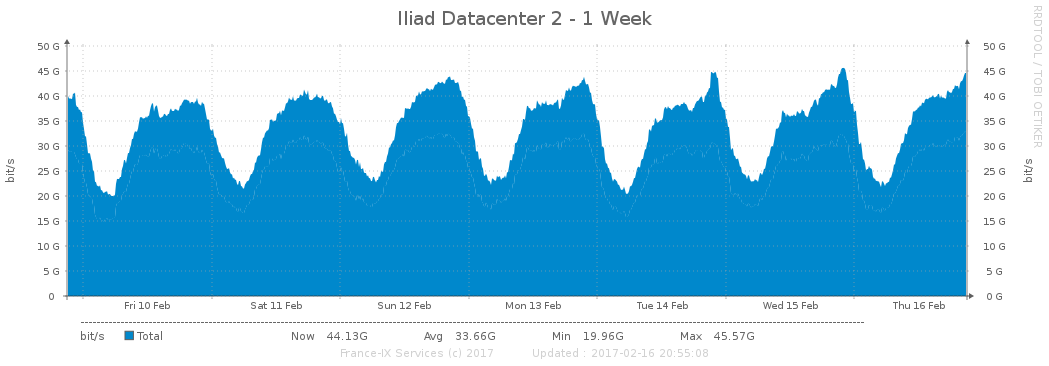 Iliad Datacenter 2 - 1 Week
RRDTOOL / TOBI OETIKER
bit/s
50 G
45 G
40 G
35 G
30 G
25 G
20 G
15 G
10 G
5 G
0
50 G
45 G
40 G
35 G
30 G
25 G
20 G
15 G
10 G
5 G
0 G
bit/s
Fri 10 Feb Sat 11 Feb Sun 12 Feb Mon 13 Feb Tue 14 Feb Wed 15 Feb Thu 16 Feb
bit/s Total Now 44.13G Avg 33.66G Min 19.96G Max 45.57G
France-IX Services (c) 2017 Updated : 2017-02-16 20:55:08